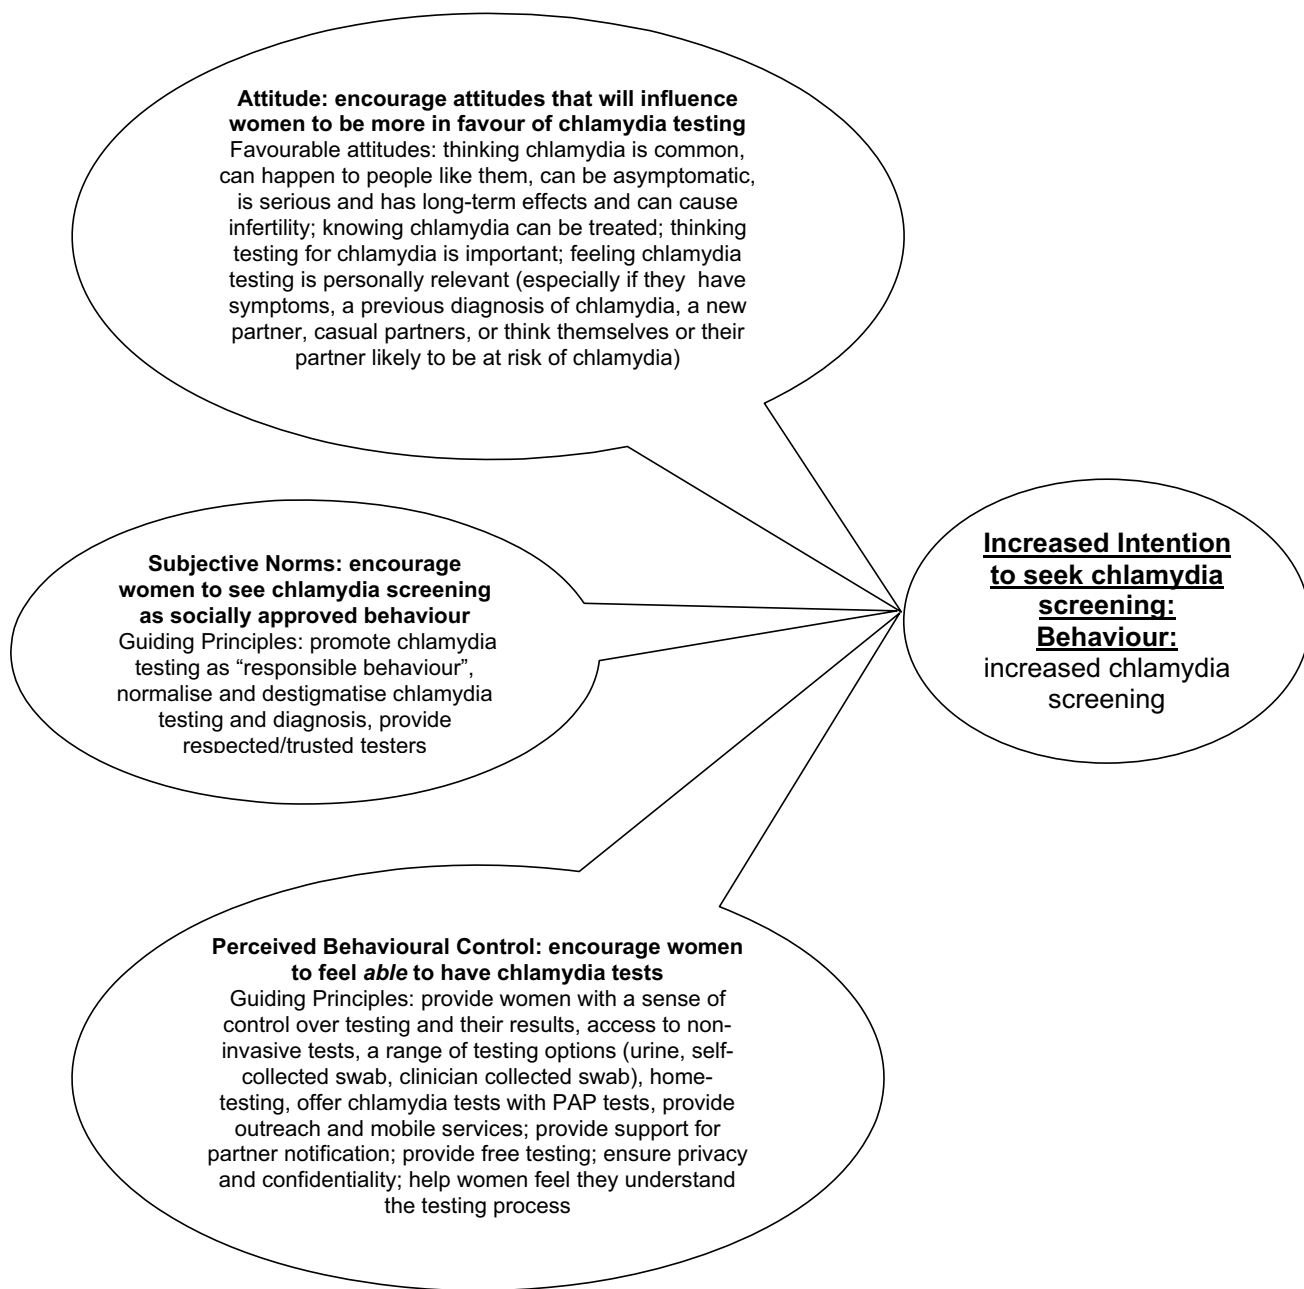 Attitude: encourage attitudes that will influence
women to be more in favour of chlamydia testing
Favourable attitudes: thinking chlamydia is common,
can happen to people like them, can be asymptomatic,
is serious and has long-term effects and can cause
infertility; knowing chlamydia can be treated; thinking
testing for chlamydia is important; feeling chlamydia
testing is personally relevant (especially if they have
symptoms, a previous diagnosis of chlamydia, a new
partner, casual partners, or think themselves or their
partner likely to be at risk of chlamydia)
Subjective Norms: encourage
women to see chlamydia screening
as socially approved behaviour
Guiding Principles: promote chlamydia
testing as “responsible behaviour”,
normalise and destigmatise chlamydia
testing and diagnosis, provide
respected/trusted testers
Increased Intention
to seek chlamydia
screening:
Behaviour:
increased chlamydia
screening
Perceived Behavioural Control: encourage women
to feel able to have chlamydia tests
Guiding Principles: provide women with a sense of
control over testing and their results, access to non-
invasive tests, a range of testing options (urine, self-
collected swab, clinician collected swab), home-
testing, offer chlamydia tests with PAP tests, provide
outreach and mobile services; provide support for
partner notification; provide free testing; ensure privacy
and confidentiality; help women feel they understand
the testing process